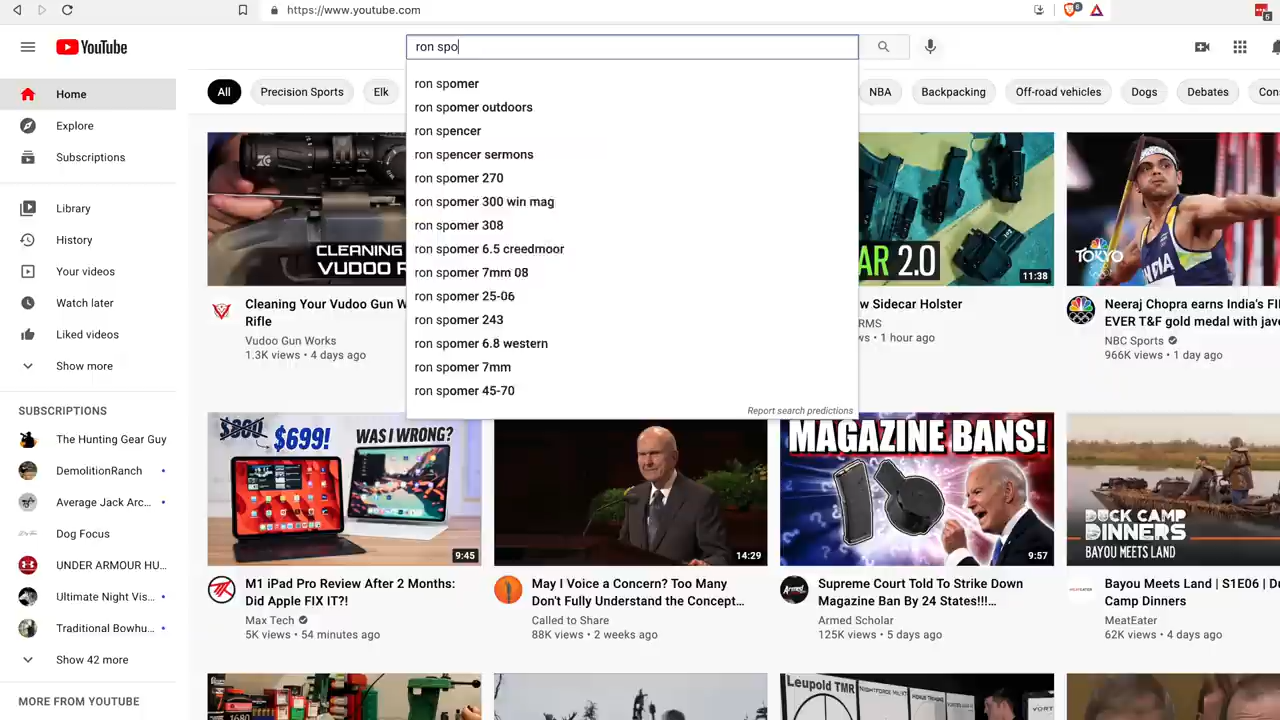 https://www.youtube.com
8
5
YouTube
ron spo
ron spomer
ron spomer outdoors
ron spencer
ron spencer sermons
ron spomer 270
ron spomer 300 win mag
ron spomer 308
ron spomer 6.5 creedmoor
ron spomer 7mm 08
ron spomer 25-06
ron spomer 243
ron spomer 6.8 western
ron spomer 7mm
ron spomer 45-70
Report search predictions
Home
Explore
Subscriptions
Library
History
Your videos
Watch later
Liked videos
Show more
SUBSCRIPTIONS
The Hunting Gear Guy
DemolitionRanch
Average Jack Arc...
Dog Focus
UNDER ARMOUR HU...
Ultimate Night Vis...
Traditional Bowhu...
Show 42 more
MORE FROM YOUTUBE
All
Precision Sports
Elk
NBA
Backpacking
Off-road vehicles
Dogs
Debates
Con
CLEANING
VUDOO R
Cleaning Your Vudoo Gun W
Rifle
Vudoo Gun Works
1.3K views • 4 days ago
AR 2.0
11:38
w Sidecar Holster
RMS
ws • 1 hour ago
TOKYO
INDIA
Neeraj Chopra earns India's FI
EVER T&F gold medal with jave
NBC Sports
966K views • 1 day ago
$800
$699!
WAS I WRONG?
9:45
M1 iPad Pro Review After 2 Months:
Did Apple FIX IT?!
Max Tech
5K views • 54 minutes ago
14:29
May I Voice a Concern? Too Many
Don't Fully Understand the Concept...
Called to Share
88K views • 2 weeks ago
MAGAZINE BANS!
9:57
Supreme Court Told To Strike Down
Magazine Ban By 24 States!!!...
Armed Scholar
125K views • 5 days ago
DUCK CAMP
DINNERS
BAYOU MEETS LAND
Bayou Meets Land | S1E06 | Du
Camp Dinners
MeatEater
62K views • 4 days ago
1680
Leupold TMR